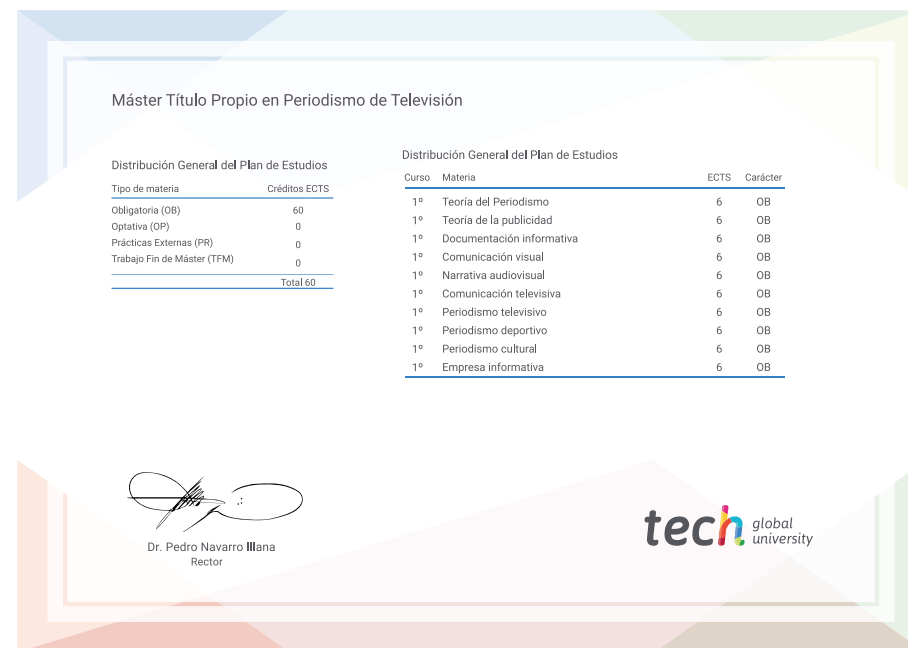 Máster Título Propio en Periodismo de Televisión
Distribución General del Plan de Estudios
Tipo de materia Créditos ECTS
Obligatoria (OB) 60
Optativa (OP) 0
Prácticas Externas (PR) 0
Trabajo Fin de Máster (TFM) 0
Total 60
Distribución General del Plan de Estudios
Curso Materia ECTS Carácter
1º Teoría del Periodismo 6 OB
1º Teoría de la publicidad 6 OB
1º Documentación informativa 6 OB
1º Comunicación visual 6 OB
1º Narrativa audiovisual 6 OB
1º Comunicación televisiva 6 OB
1º Periodismo televisivo 6 OB
1º Periodismo deportivo 6 OB
1º Periodismo cultural 6 OB
1º Empresa informativa 6 OB
Dr. Pedro Navarro Illana
Rector
tech global
university